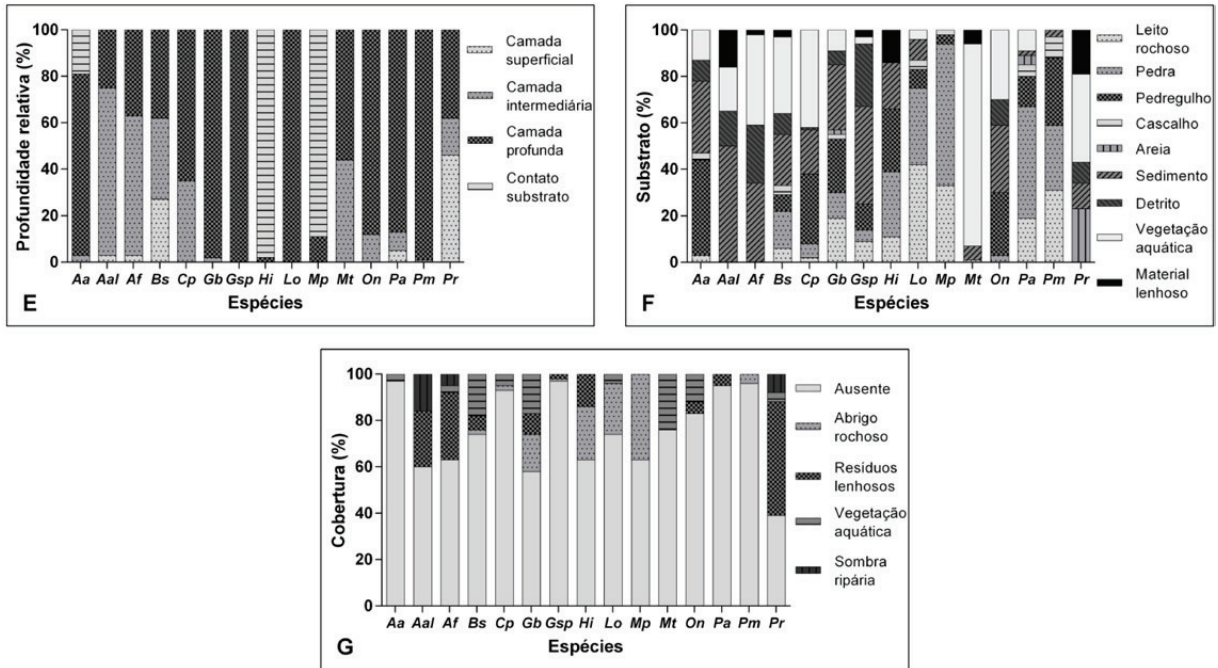 Profundidade relativa (%)
100
80
60
40
20
0
Aa Aal Af Bs Cp Gb Gsp Hi Lo Mp Mt On Pa Pm Pr
Espécies
E
Camada
superficial
Camada
intermediária
Camada
profunda
Contato
substrato
Substrato (%)
100
80
60
40
20
0
Aa Aal Af Bs Cp Gb Gsp Hi Lo Mp Mt On Pa Pm Pr
Espécies
F
Leito
rochoso
Pedra
Pedregulho
Cascalho
Areia
Sedimento
Detrito
Vegetação
aquática
Material
lenhoso
Cobertura (%)
100
80
60
40
20
0
Aa Aal Af Bs Cp Gb Gsp Hi Lo Mp Mt On Pa Pm Pr
Espécies
G
Ausente
Abrigo
rochoso
Resíduos
lenhosos
Vegetação
aquática
Sombra
ripária